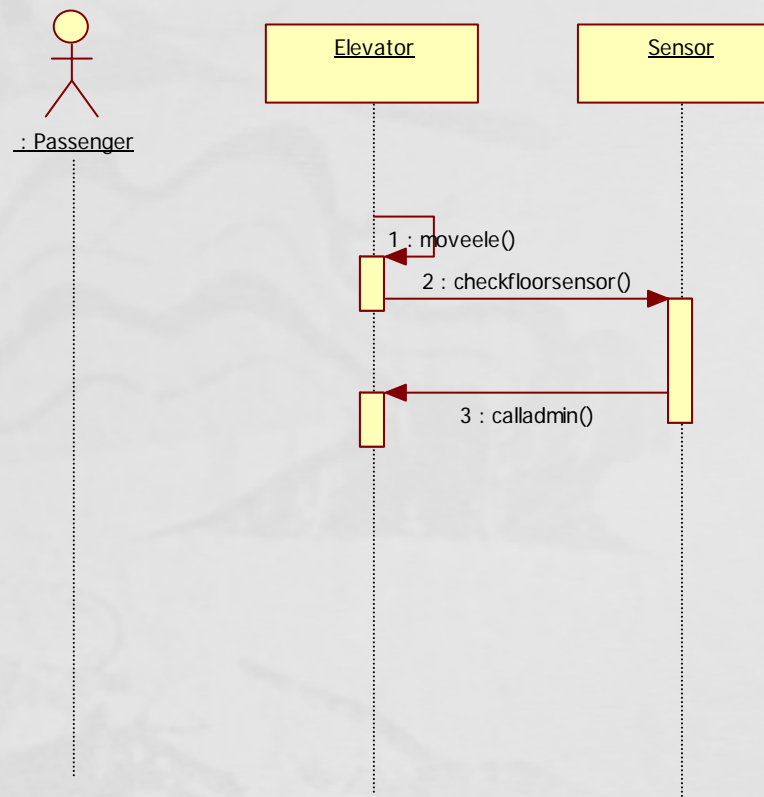 Elevator
Sensor
: Passenger
1 : moveele()
2 : checkfloorsensor()
3 : calladmin()